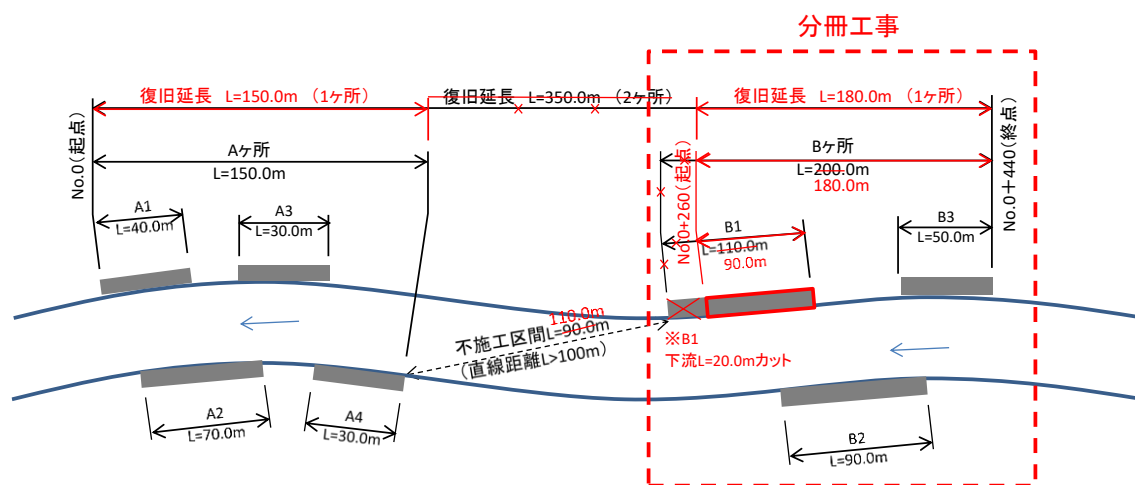 分冊工事
復旧延長 L=150.0m （1ヶ所）
復旧延長 L=350.0m （2ヶ所）
復旧延長 L=180.0m （1ヶ所）
No.0（起点）
Aヶ所
L=150.0m
No.0+260（起点）
Bヶ所
L=200.0m
180.0m
No.0＋440（終点）
A1
L=40.0m
A3
L=30.0m
B1
L=110.0m
90.0m
B3
L=50.0m
110.0m
不施工区間L=90.0m
（直線距離L>100m）
※B1
下流L=20.0mカット
A2
L=70.0m
A4
L=30.0m
B2
L=90.0m